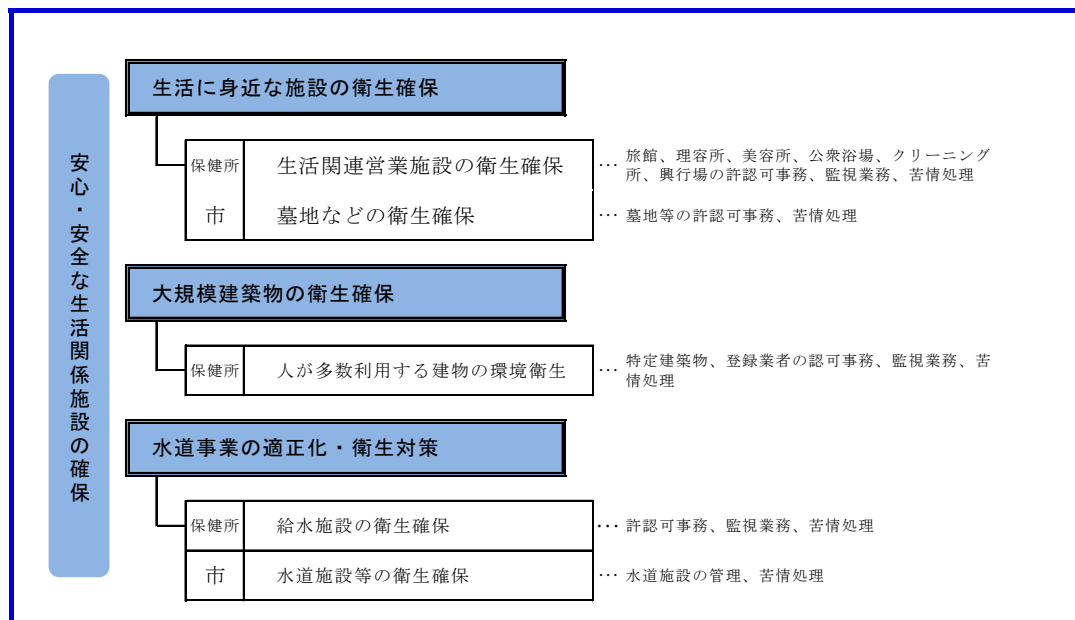 安心・安全な生活関係施設の確保
生活に身近な施設の衛生確保
保健所 生活関連営業施設の衛生確保 … 旅館、理容所、美容所、公衆浴場、クリーニング
所、興行場の許認可事務、監視業務、苦情処理
市 墓地などの衛生確保 … 墓地等の許認可事務、苦情処理
大規模建築物の衛生確保
保健所 人が多数利用する建物の環境衛生 … 特定建築物、登録業者の認可事務、監視業務、苦
情処理
水道事業の適正化・衛生対策
保健所 給水施設の衛生確保 … 許認可事務、監視業務、苦情処理
市 水道施設等の衛生確保 … 水道施設の管理、苦情処理